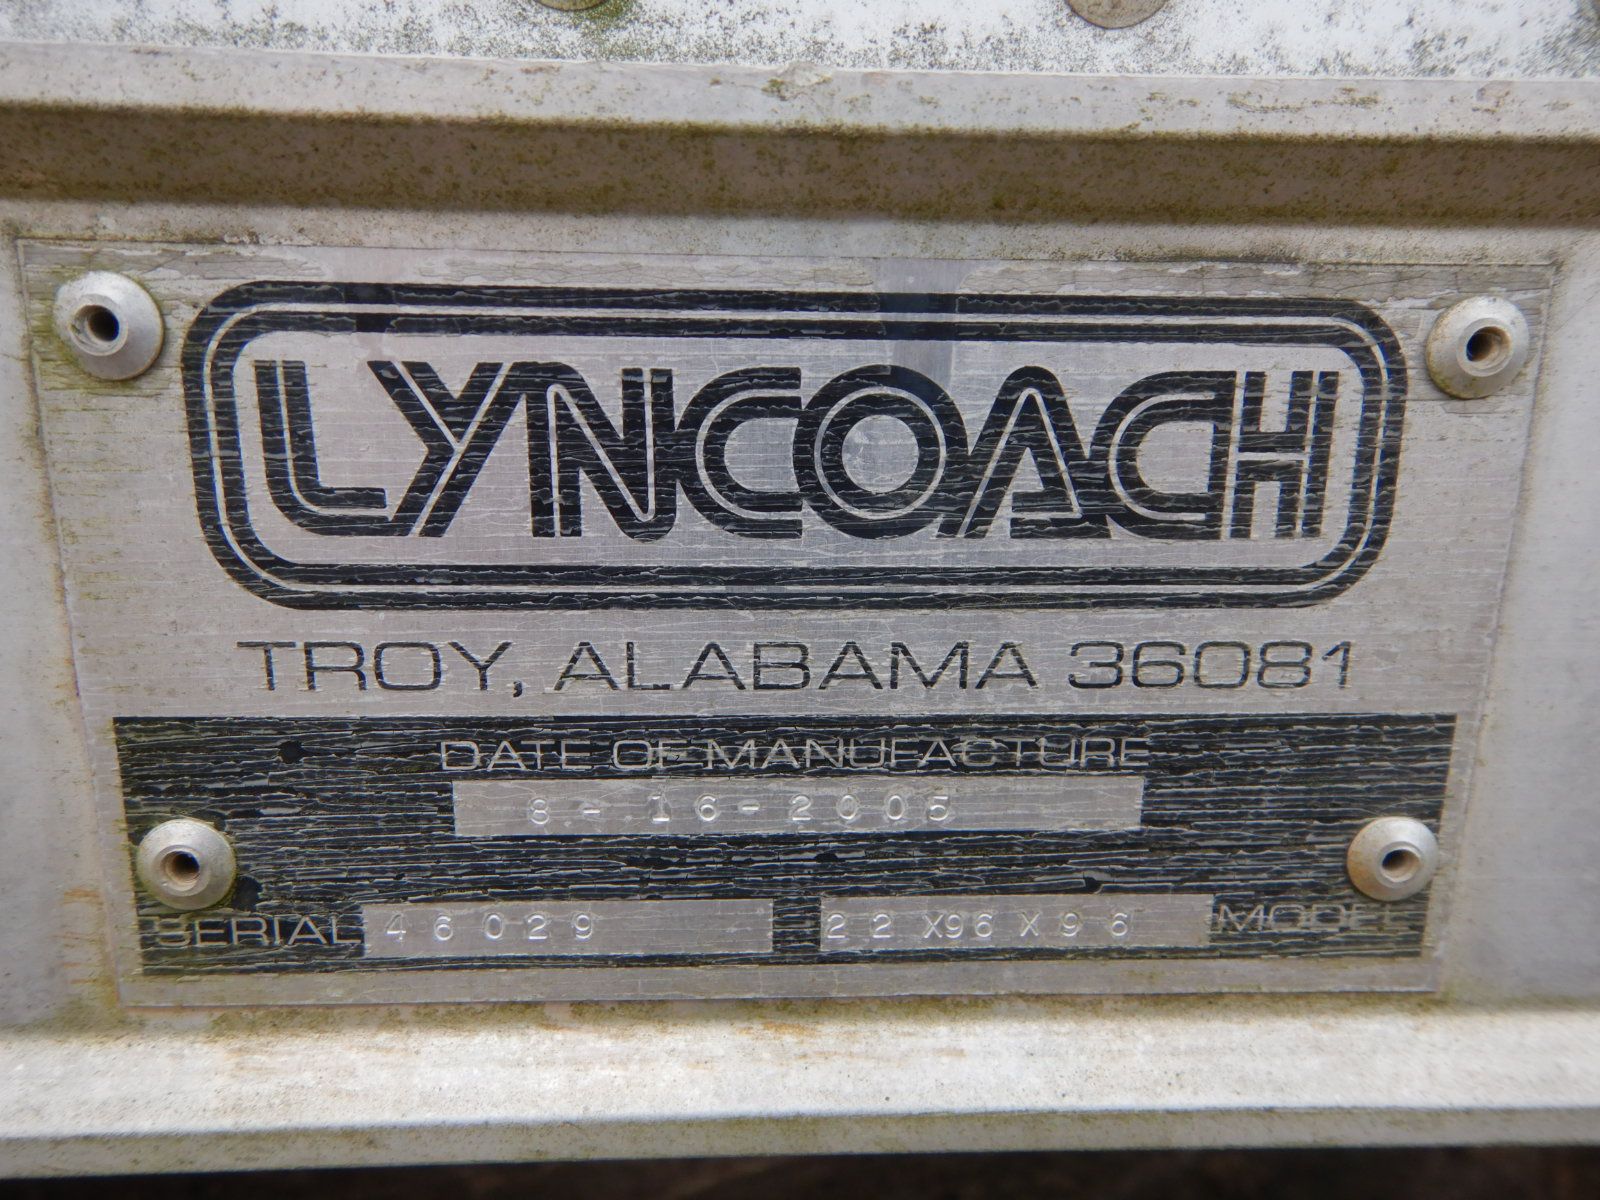 LYNCOACH
TROY, ALABAMA 36081
DATE OF MANUFACTURE
8-16-2005
SERIAL 46029 22X96X96 MODEL